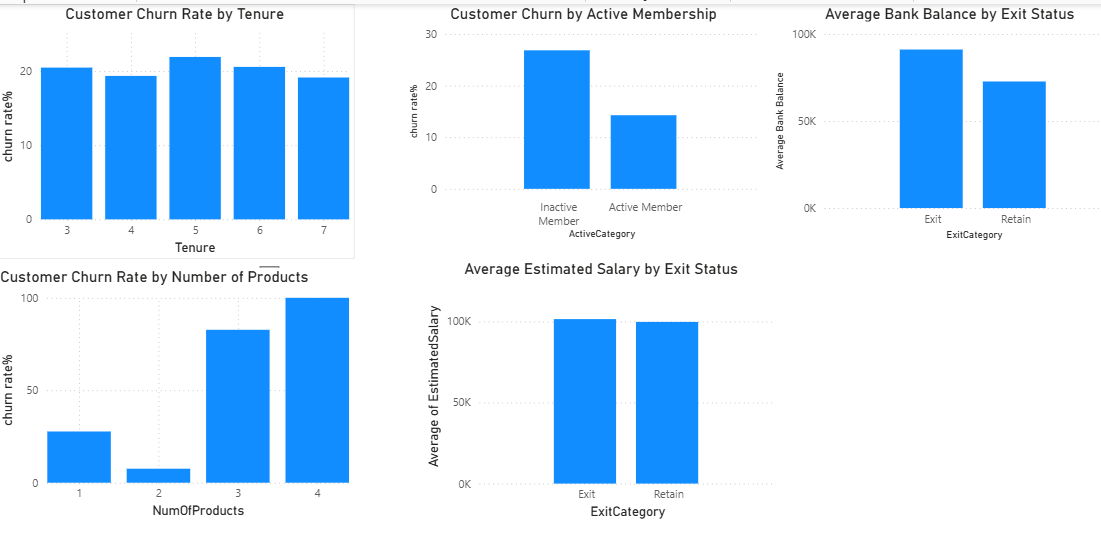 Customer Churn Rate by Tenure
churn rate%
20
10
0
3 4 5 6 7
Tenure
Customer Churn by Active Membership
churn rate%
30
20
10
0
Inactive
Member
Active Member
ActiveCategory
Average Bank Balance by Exit Status
Average Bank Balance
100K
50K
0K
Exit Retain
ExitCategory
Customer Churn Rate by Number of Products
churn rate%
100
50
0
1 2 3 4
NumOfProducts
Average Estimated Salary by Exit Status
Average of EstimatedSalary
100K
50K
0K
Exit Retain
ExitCategory